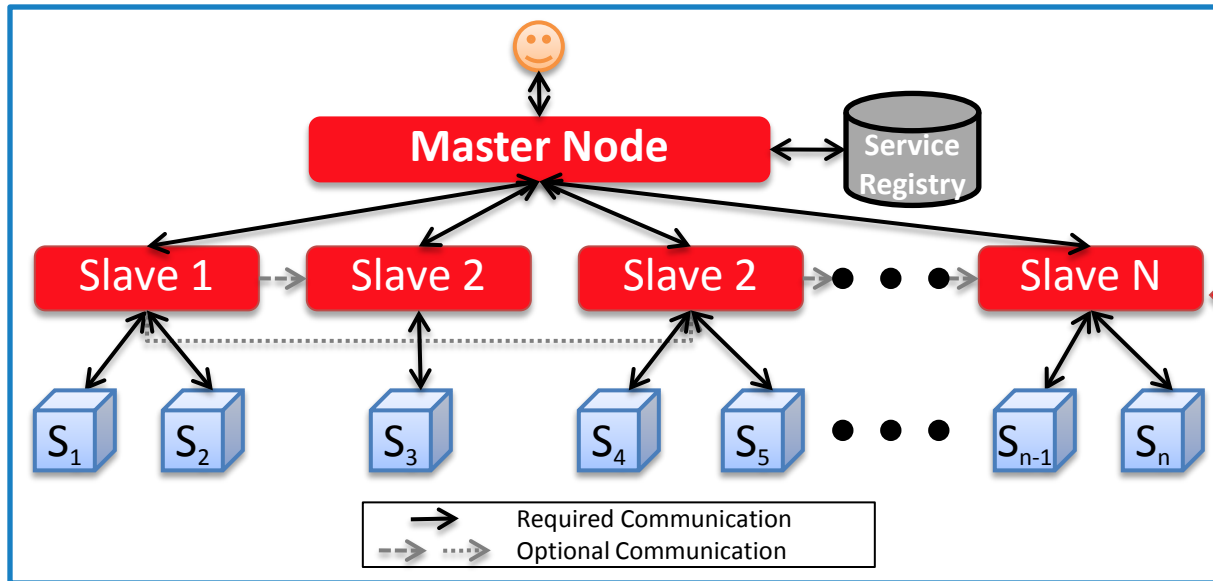 Master Node
Service
Registry
Slave 1
Slave 2
Slave 2
Slave N
S1
S2
S3
S4
S5
Sn-1
Sn
Required Communication
Optional Communication